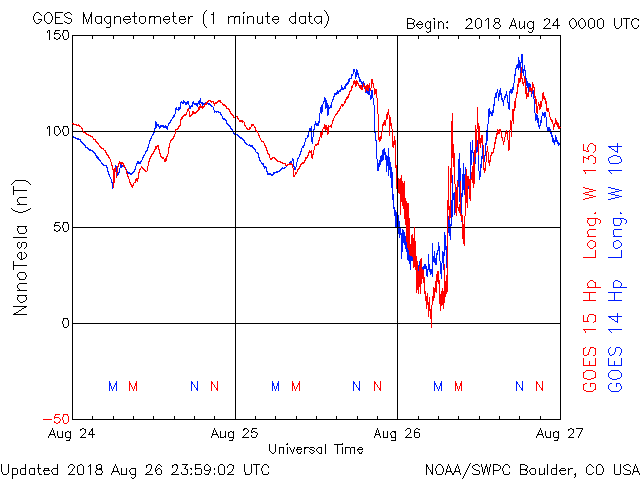 GOES Magnetometer (1 minute data)
Begin: 2018 Aug 24 0000 UTC
150
100
50
0
-50
NanoTesla (nT)
M M N N M M N N M M N N
Aug 24 Aug 25 Aug 26 Aug 27
Universal Time
GOES 15 Hp Long. W 135
GOES 14 Hp Long. W 104
Updated 2018 Aug 26 23:59:02 UTC
NOAA/SWPC Boulder, CO USA